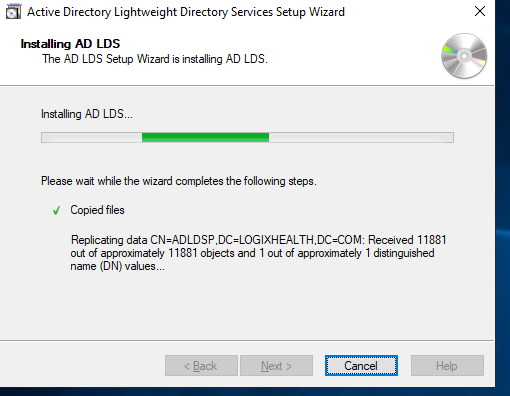 Active Directory Lightweight Directory Services Setup Wizard
Installing AD LDS
The AD LDS Setup Wizard is installing AD LDS.
Installing AD LDS...
Please wait while the wizard completes the following steps.
Copied files
Replicating data CN=ADLDSP,DC=LOGIXHEALTH,DC=COM: Received 11881
out of approximately 11881 objects and 1 out of approximately 1 distinguished
name (DN) values...
< Back Next > Cancel Help